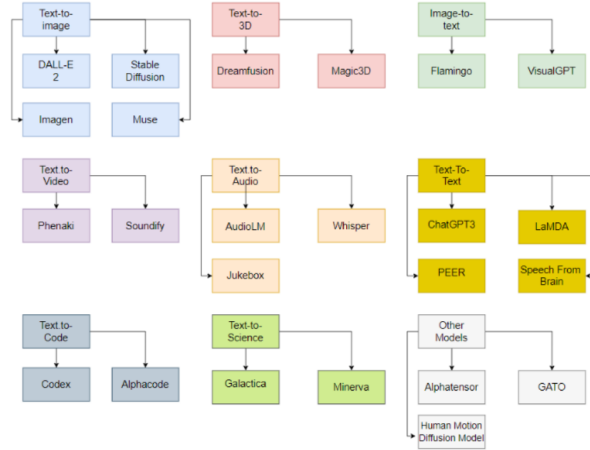 Text-to-
image
Text-to-
3D
Image-to-
text
DALL-E
2
Stable
Diffusion
Dreamfusion
Magic3D
Flamingo
VisualGPT
Imagen
Muse
Text.to-
Video
Text.to-
Audio
Text-To-
Text
Phenaki
Soundify
AudioLM
Whisper
ChatGPT3
LaMDA
Jukebox
PEER
Speech From
Brain
Text.to-
Code
Text-to-
Science
Other
Models
Codex
Alphacode
Galactica
Minerva
Alphatensor
GATO
Human Motion
Diffusion Model